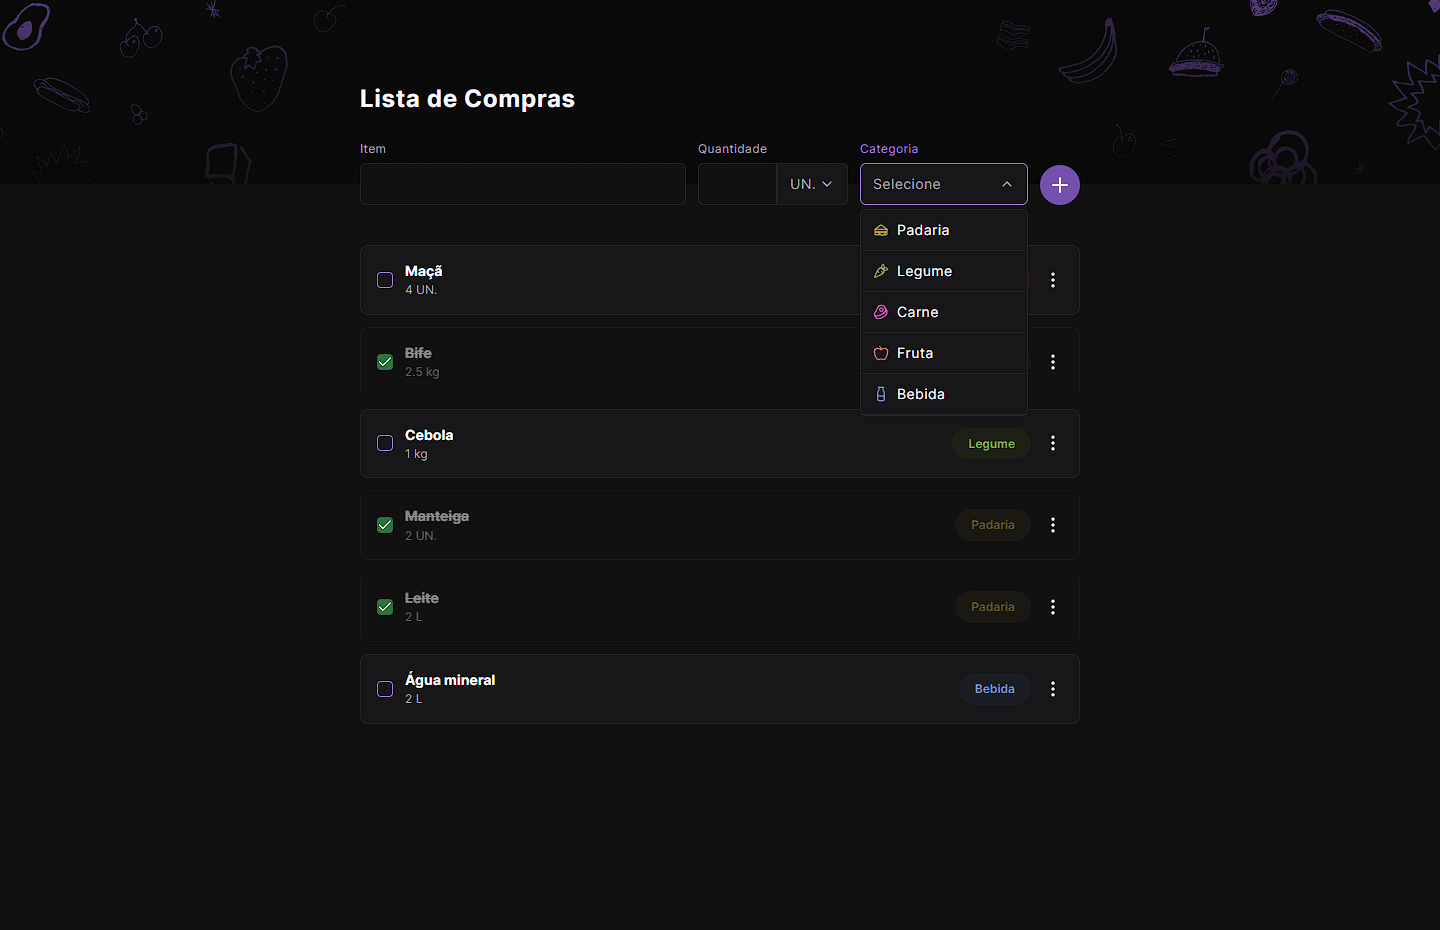 Lista de Compras
Item
Quantidade
Categoria
UN.
Selecione
Padaria
Legume
Carne
Fruta
Bebida
Maçã
4 UN.
Bife
2.5 kg
Cebola
1 kg
Legume
Manteiga
2 UN.
Padaria
Leite
2 L
Padaria
Água mineral
2 L
Bebida